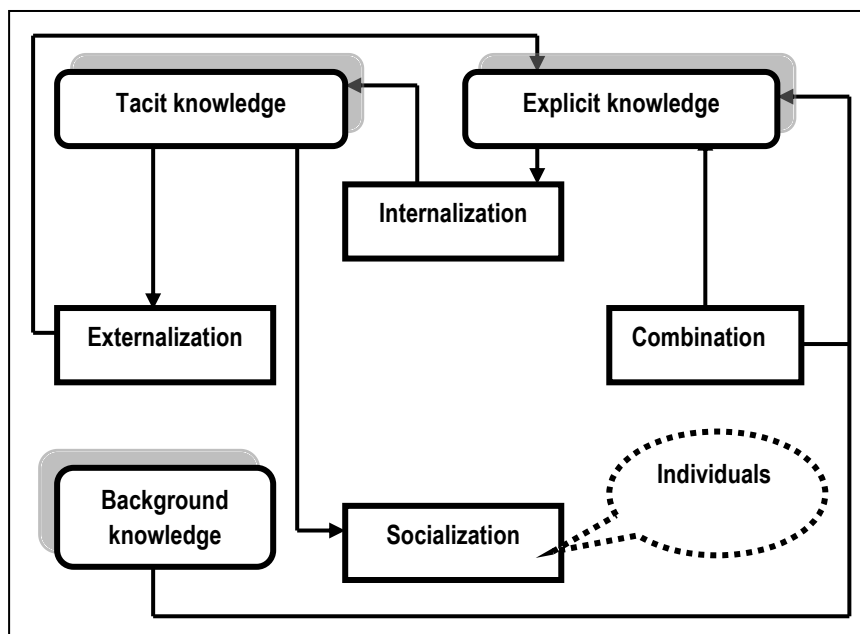 Tacit knowledge
Explicit knowledge
Internalization
Externalization
Combination
Individuals
Background
knowledge
Socialization